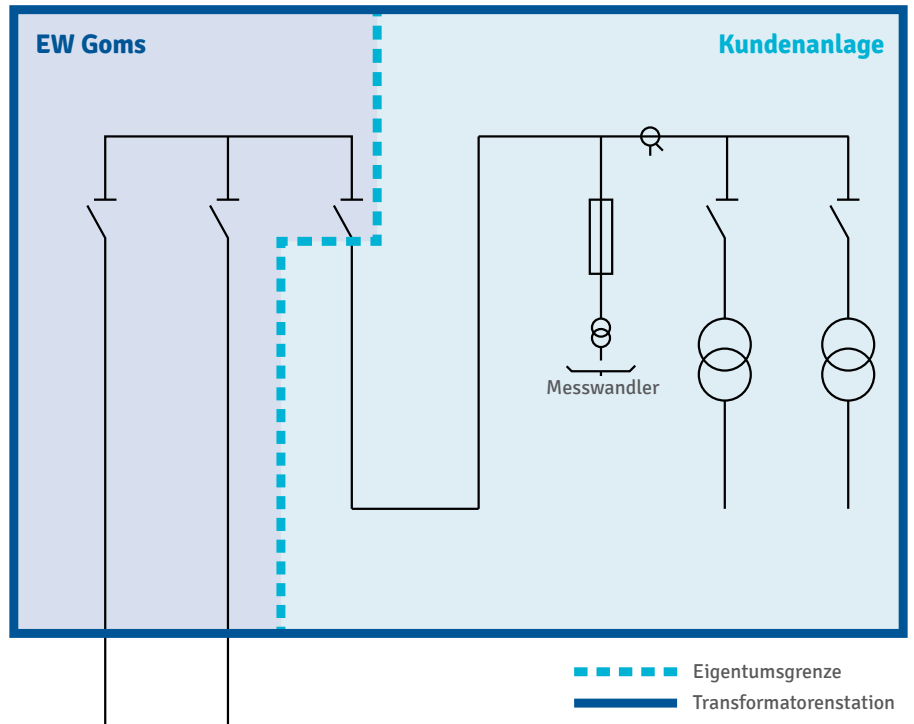 EW Goms
Kundenanlage
Messwandler
Eigentumsgrenze
Transformatorenstation